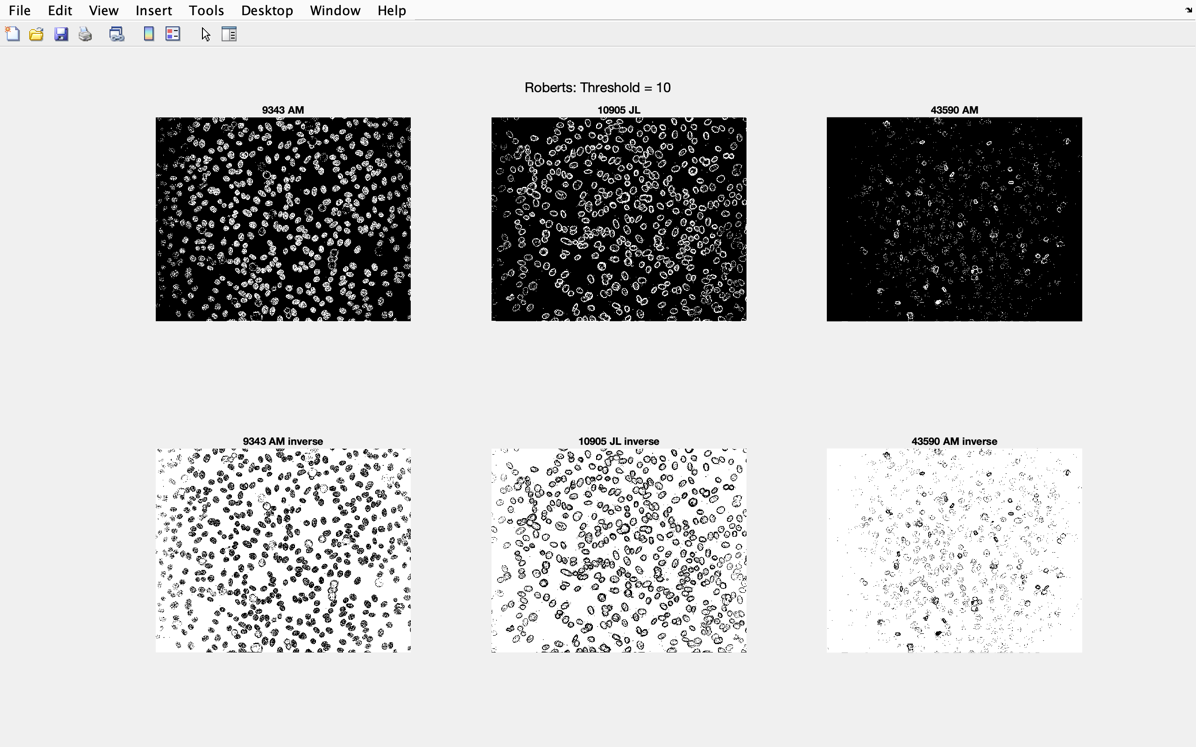 File Edit View Insert Tools Desktop Window Help
Roberts: Threshold = 10
9343 AM 10905 JL 43590 AM
9343 AM inverse 10905 JL inverse 43590 AM inverse